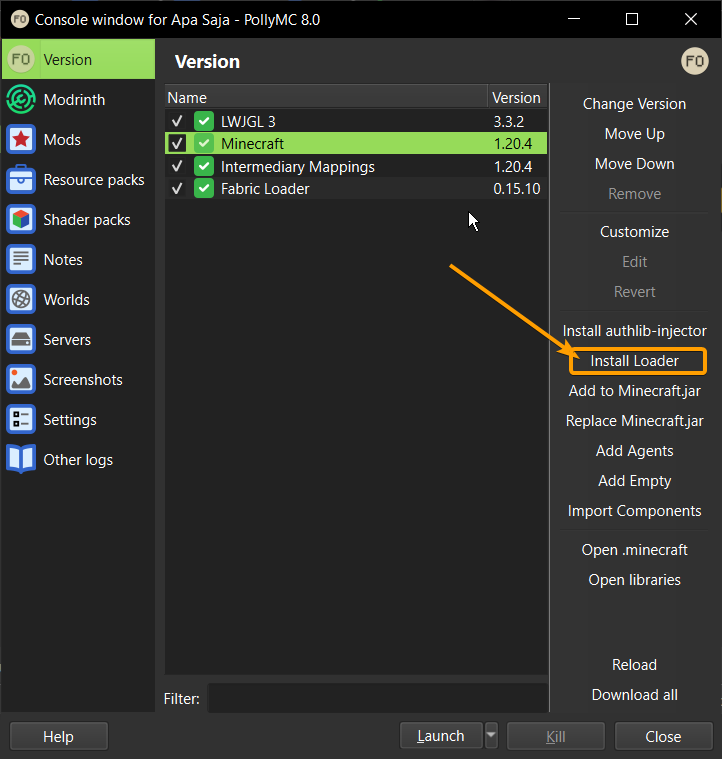 FO Console window for Apa Saja - PollyMC 8.0
FO Version
Modrinth
Mods
Resource packs
Shader packs
Notes
Worlds
Servers
Screenshots
Settings
Other logs
Version FO
Name Version
LWJGL 3 3.3.2
Minecraft 1.20.4
Intermediary Mappings 1.20.4
Fabric Loader 0.15.10
Filter:
Change Version
Move Up
Move Down
Remove
Customize
Edit
Revert
Install authlib-injector
Install Loader
Add to Minecraft.jar
Replace Minecraft.jar
Add Agents
Add Empty
Import Components
Open .minecraft
Open libraries
Reload
Download all
Help Launch Kill Close